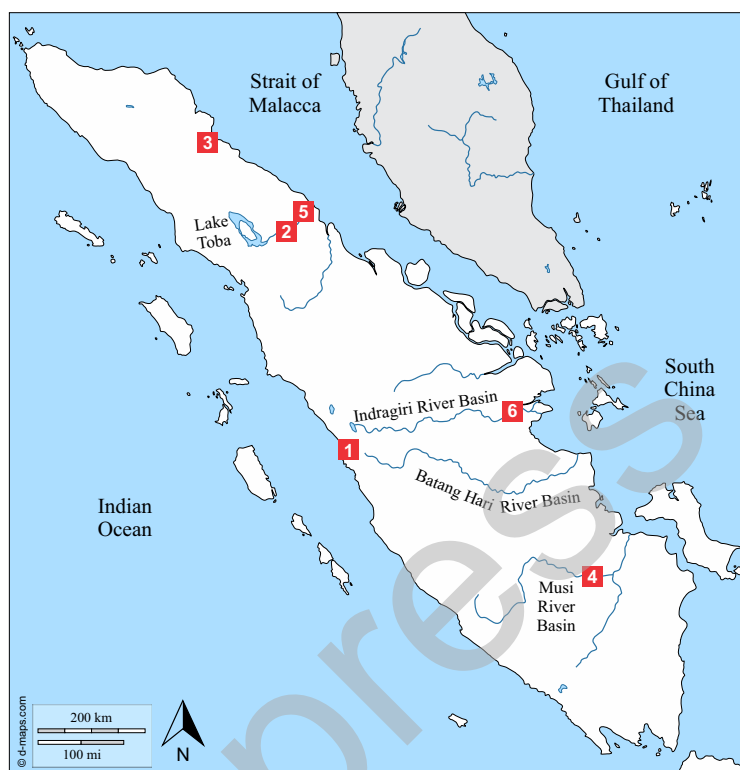 Strait of
Malacca
Gulf of
Thailand
3
Lake
Toba
5
2
South
China
Sea
Indragiri River Basin
6
1
Batang Hari River Basin
Indian
Ocean
4
Musi
River
Basin
200 km
100 mi
N
© d-maps.com
press